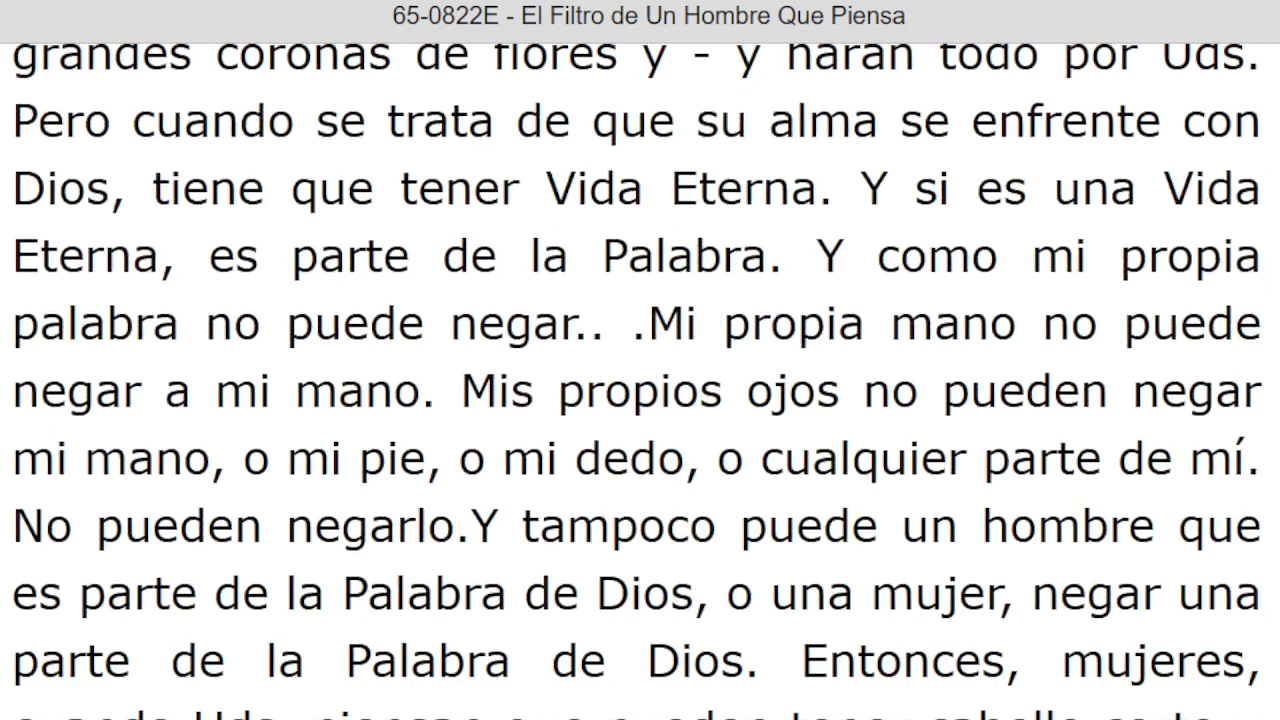 65-0822E - El Filtro de Un Hombre Que Piensa
grandes coronas de flores y - y harán todo por Uds.
Pero cuando se trata de que su alma se enfrente con
Dios, tiene que tener Vida Eterna. Y si es una Vida
Eterna, es parte de la Palabra. Y como mi propia
palabra no puede negar.. .Mi propia mano no puede
negar a mi mano. Mis propios ojos no pueden negar
mi mano, o mi pie, o mi dedo, o cualquier parte de mí.
No pueden negarlo.Y tampoco puede un hombre que
es parte de la Palabra de Dios, o una mujer, negar una
parte de la Palabra de Dios. Entonces, mujeres,